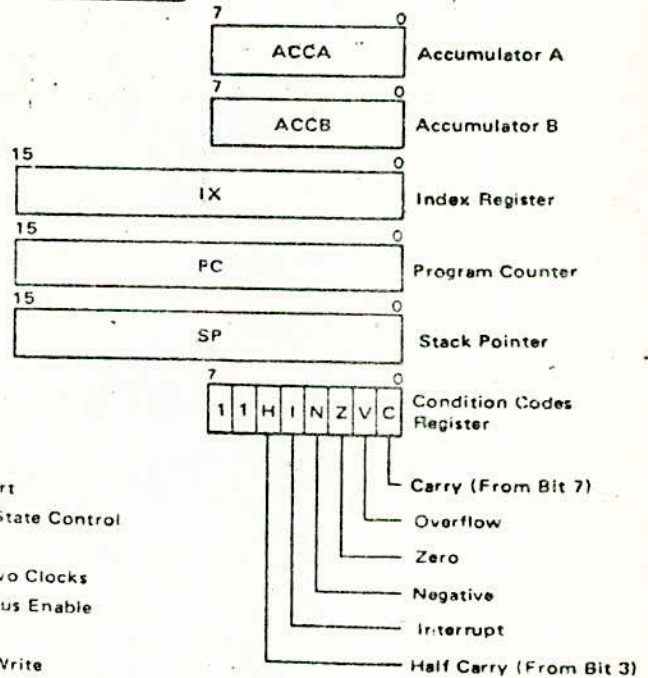 7 0
ACCA Accumulator A
7 0
ACCB Accumulator B
15 0
IX Index Register
15 0
PC Program Counter
15 0
SP Stack Pointer
7 0
1 1 H I N Z V C Condition Codes
Register
Carry (From Bit 7)
Overflow
Zero
Negative
Interrupt
Half Carry (From Bit 3)
rt
State Control
vo Clocks
us Enable
Write